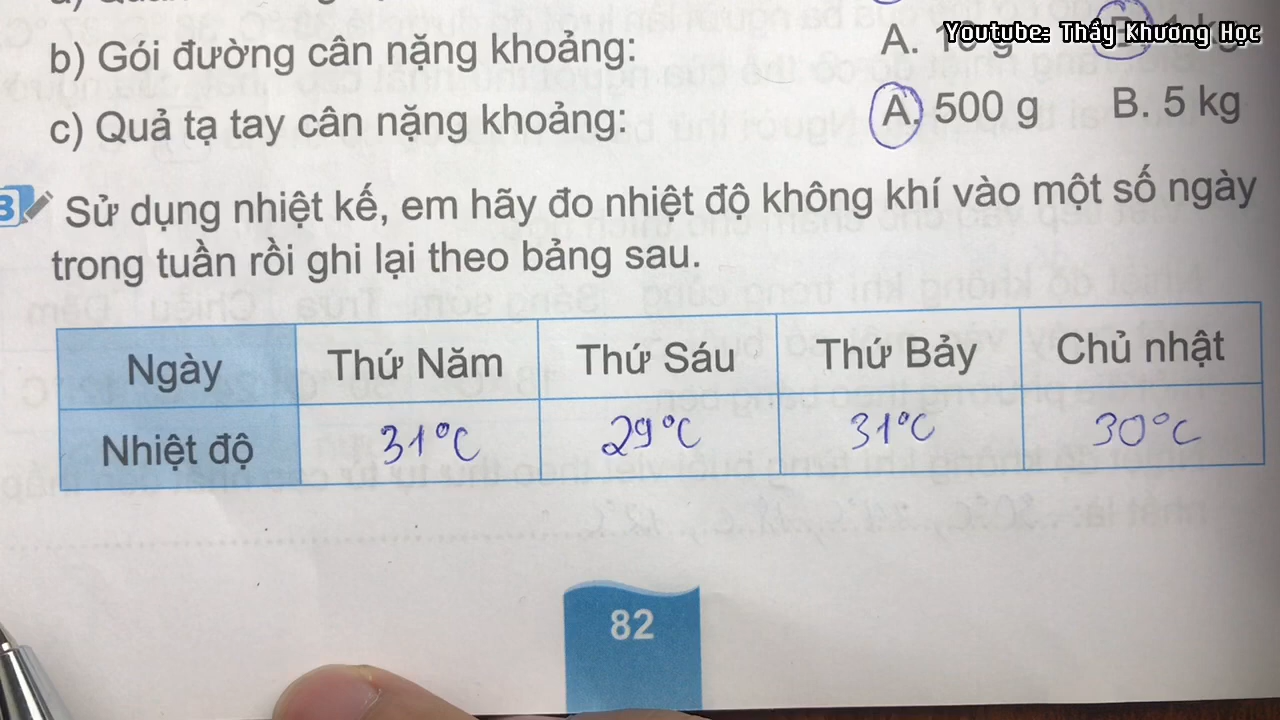 Youtube: Thầy Khương Học
b) Gói đường cân nặng khoảng: A. 10 g B. 1 kg
c) Quả tạ tay cân nặng khoảng: A. 500 g B. 5 kg
3 Sử dụng nhiệt kế, em hãy đo nhiệt độ không khí vào một số ngày
trong tuần rồi ghi lại theo bảng sau.
Ngày Thứ Năm Thứ Sáu Thứ Bảy Chủ nhật
Nhiệt độ 31°C 29°C 31°C 30°C
82